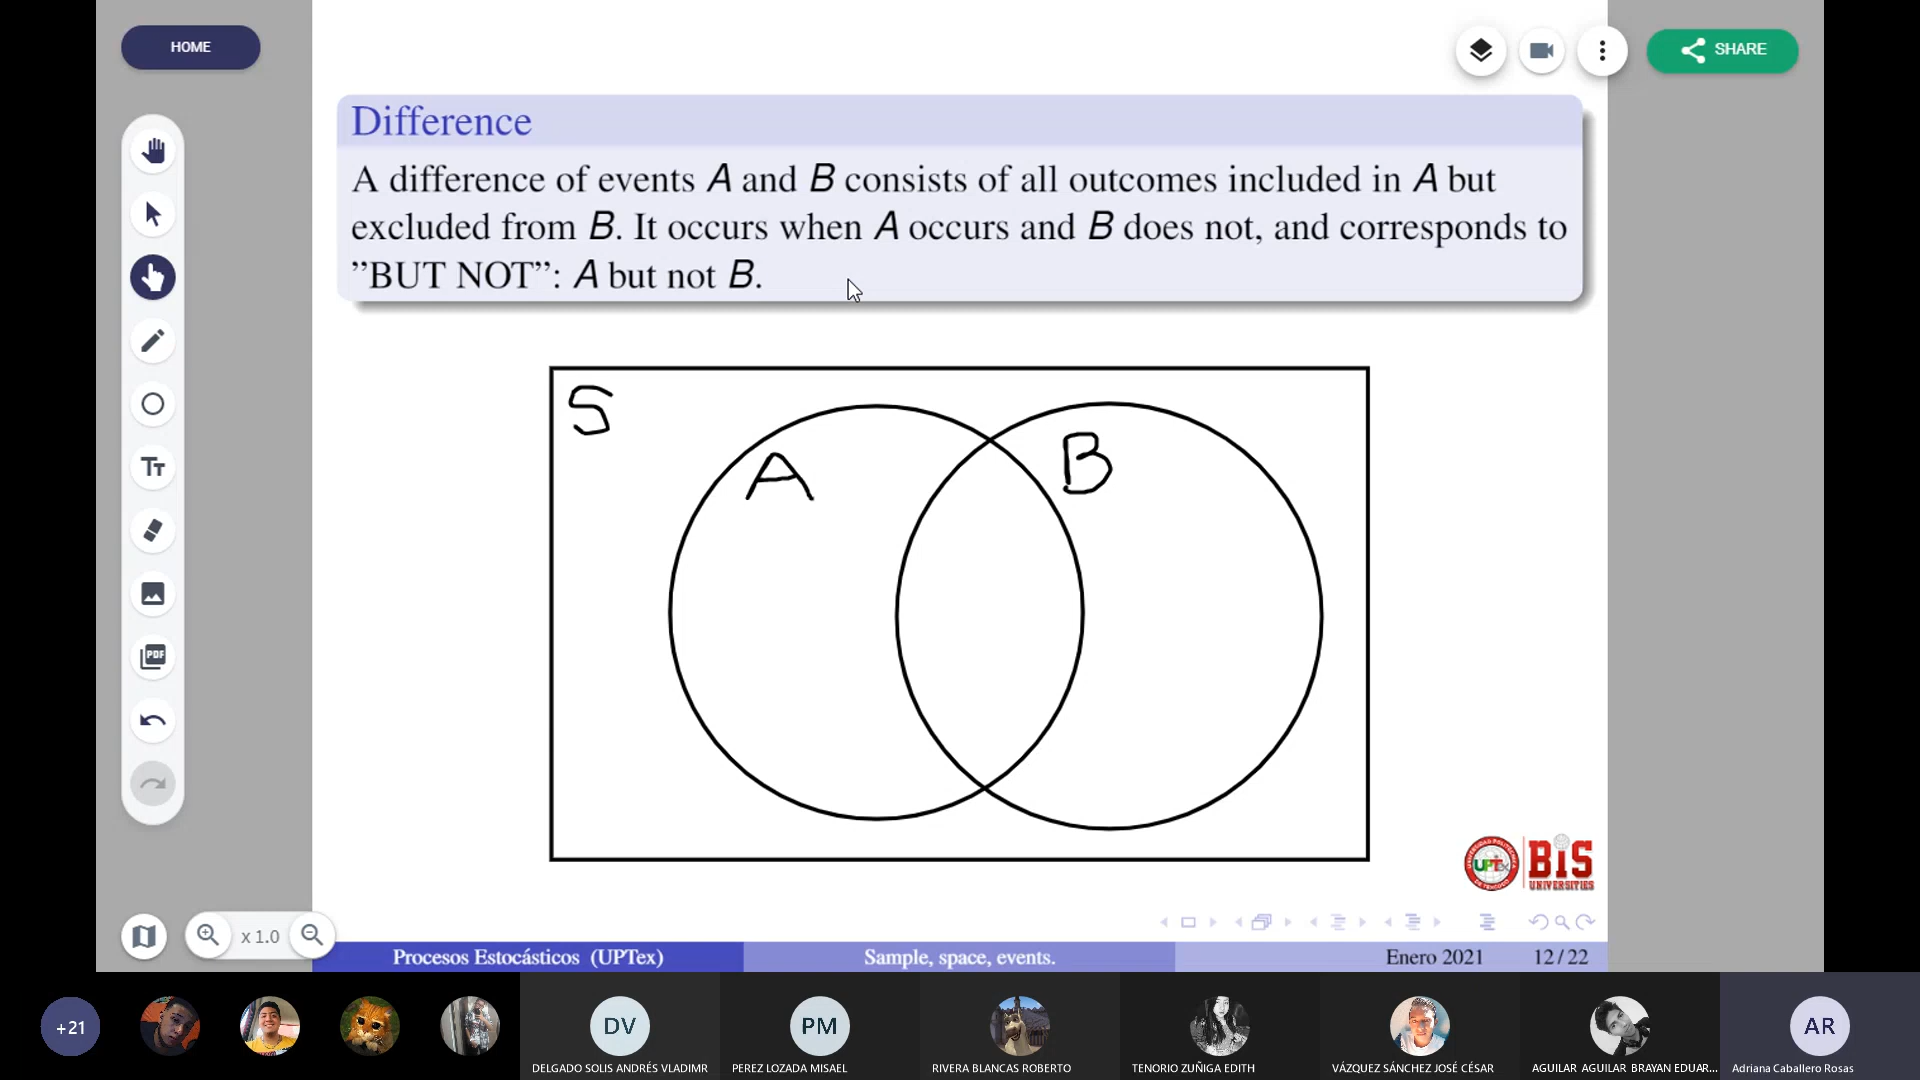 HOME
SHARE
Difference
A difference of events A and B consists of all outcomes included in A but
excluded from B. It occurs when A occurs and B does not, and corresponds to
”BUT NOT”: A but not B.
S
A
B
Tт
PDF
UPTex
BiS
UNIVERSITIES
x 1.0
Procesos Estocásticos (UPTex)
Sample, space, events.
Enero 2021
12 / 22
+21
DV
PM
AR
DELGADO SOLIS ANDRÉS VLADIMR
PEREZ LOZADA MISAEL
RIVERA BLANCAS ROBERTO
TENORIO ZUÑIGA EDITH
VÁZQUEZ SÁNCHEZ JOSÉ CÉSAR
AGUILAR AGUILAR BRAYAN EDUAR...
Adriana Caballero Rosas